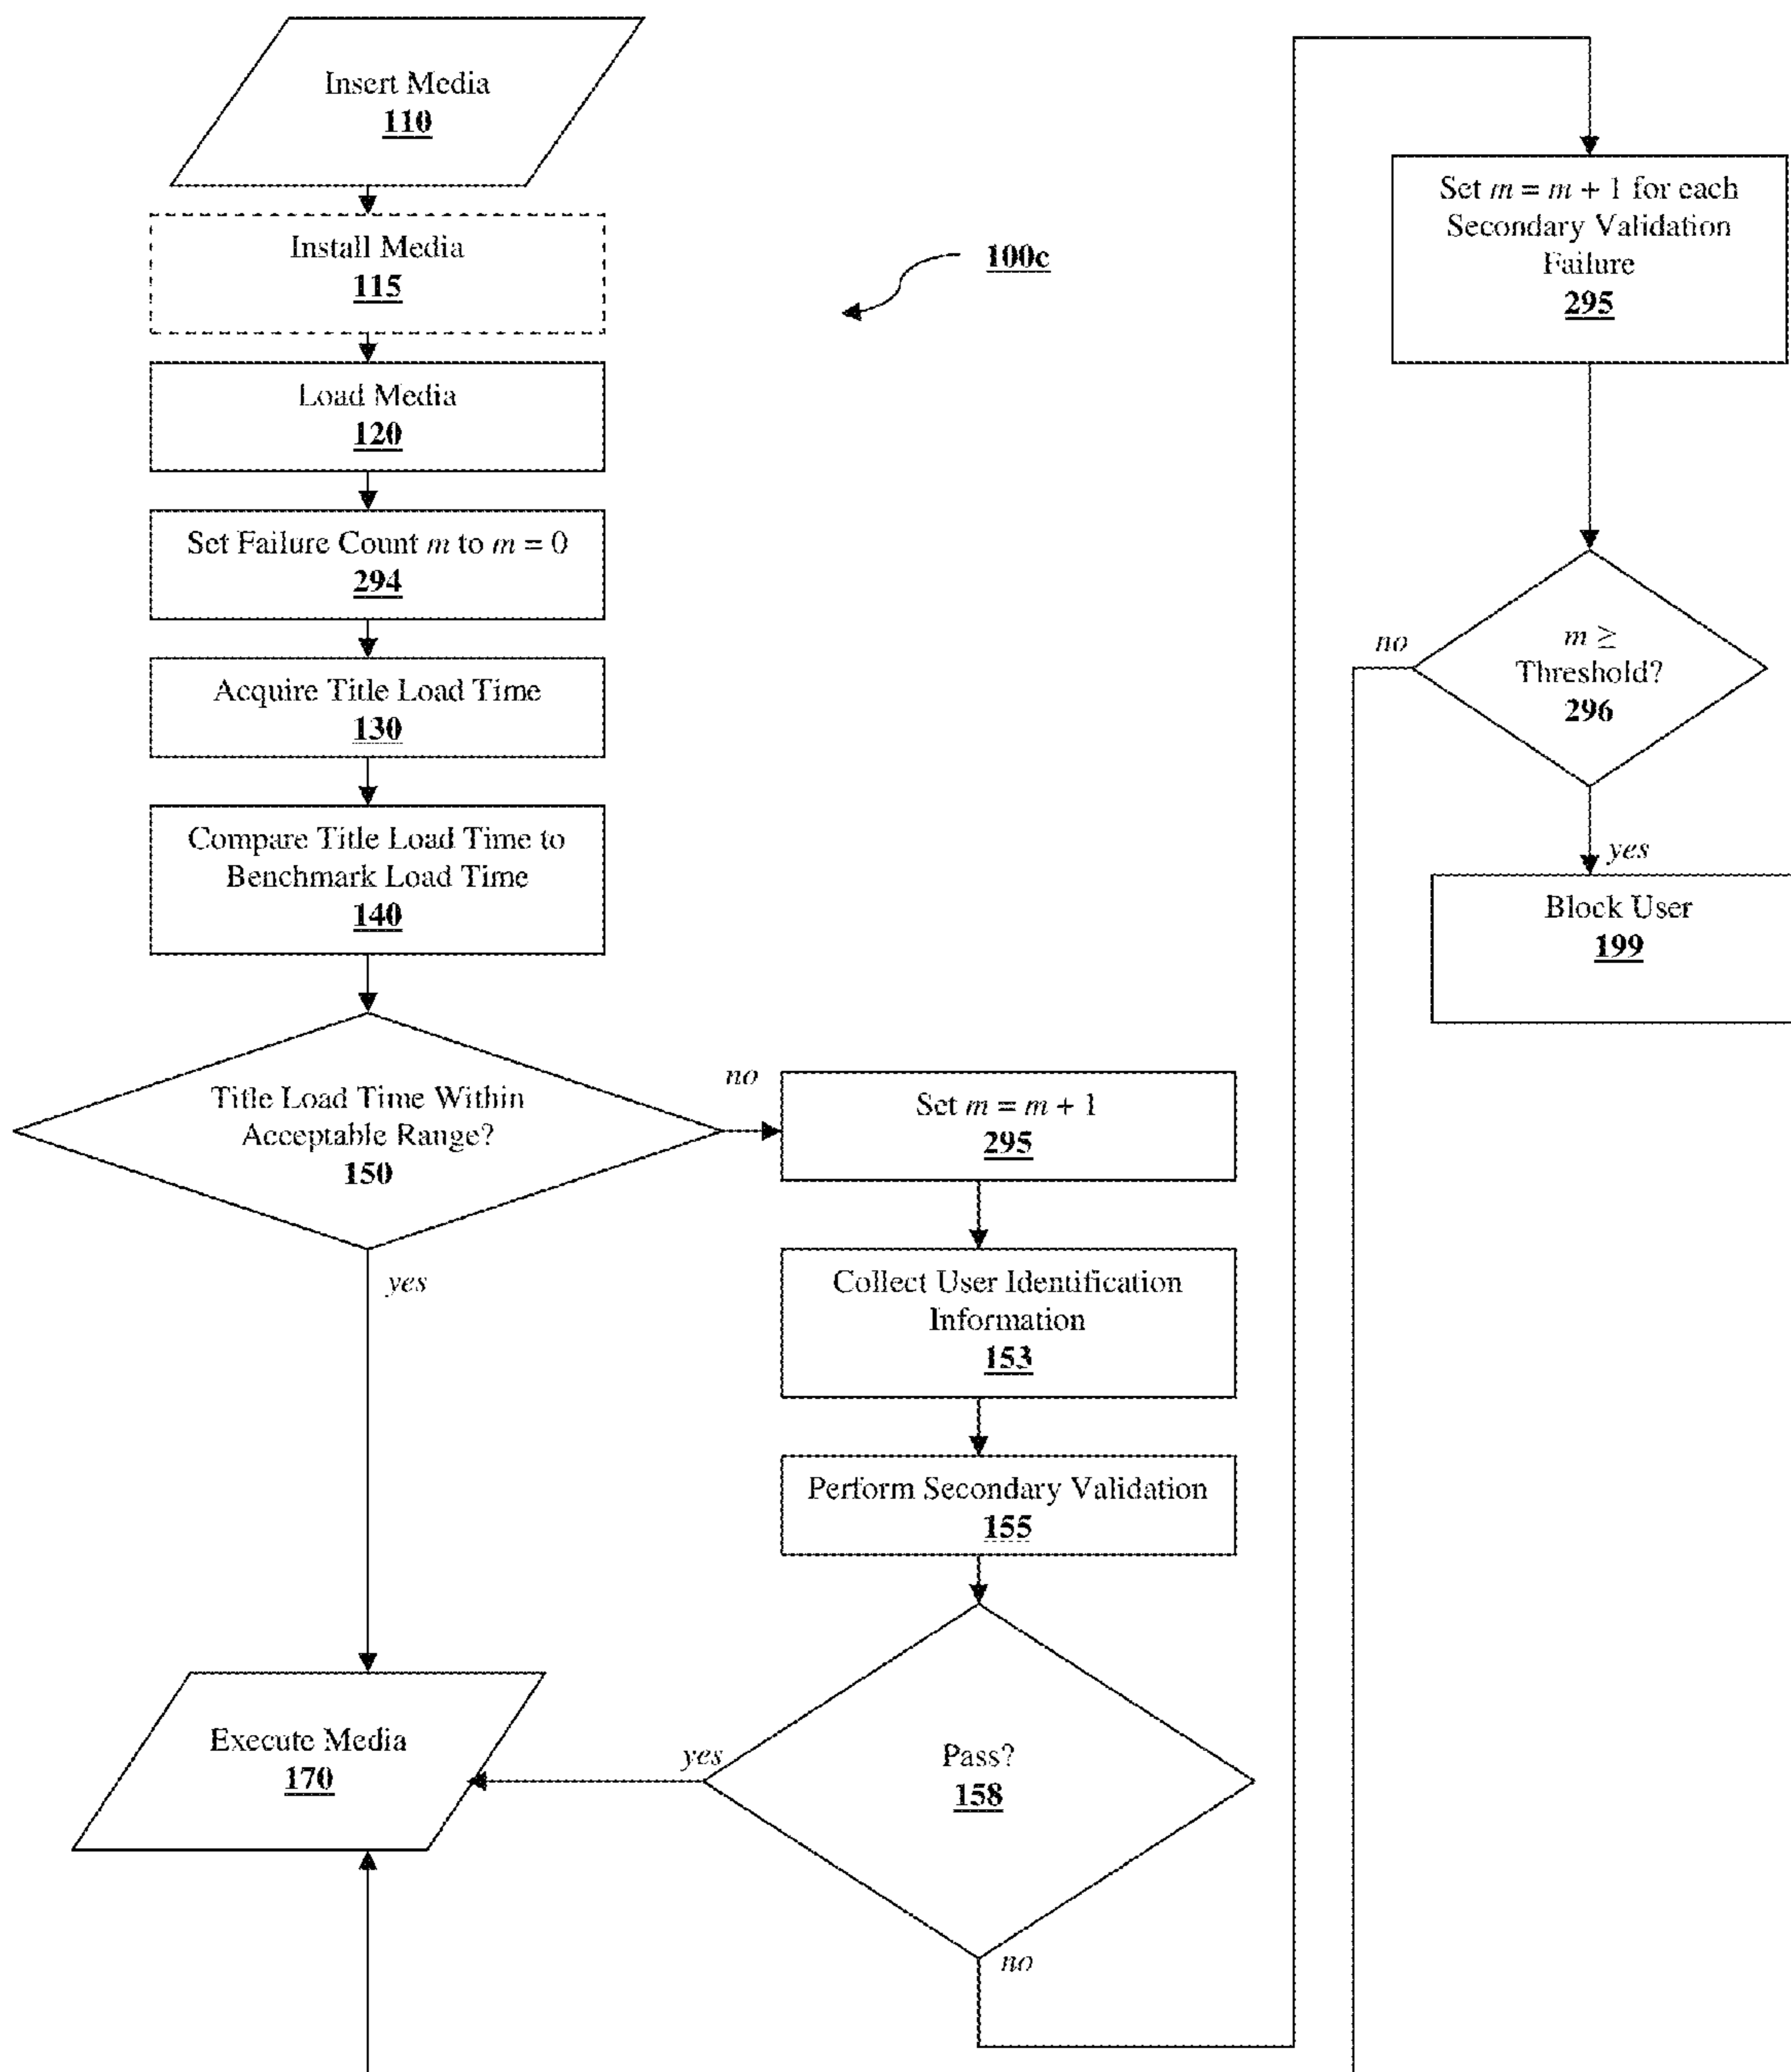 Insert Media
110
Install Media
115
100c
Load Media
120
Set Failure Count m to m = 0
294
Acquire Title Load Time
130
Compare Title Load Time to
Benchmark Load Time
140
Title Load Time Within
Acceptable Range?
150
no
yes
Set m = m + 1
295
Collect User Identification
Information
153
Perform Secondary Validation
155
Pass?
158
yes
no
Execute Media
170
Set m = m + 1 for each
Secondary Validation
Failure
295
m ≥
Threshold?
296
no
yes
Block User
199